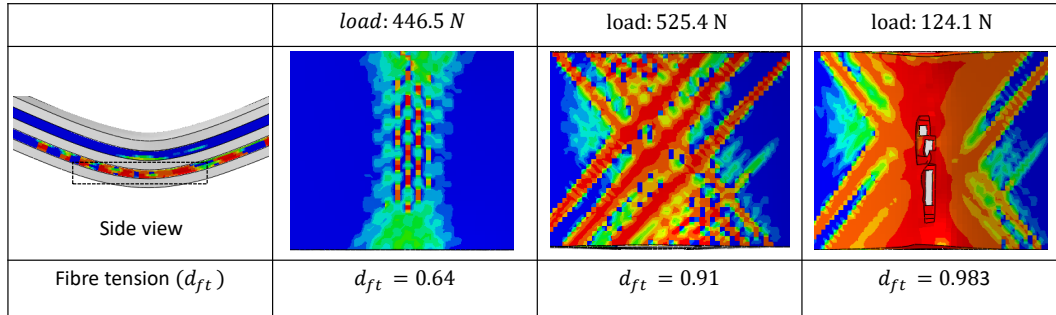 load: 446.5 N
load: 525.4 N
load: 124.1 N
Side view
Fibre tension (d_ft)
d_ft = 0.64
d_ft = 0.91
d_ft = 0.983